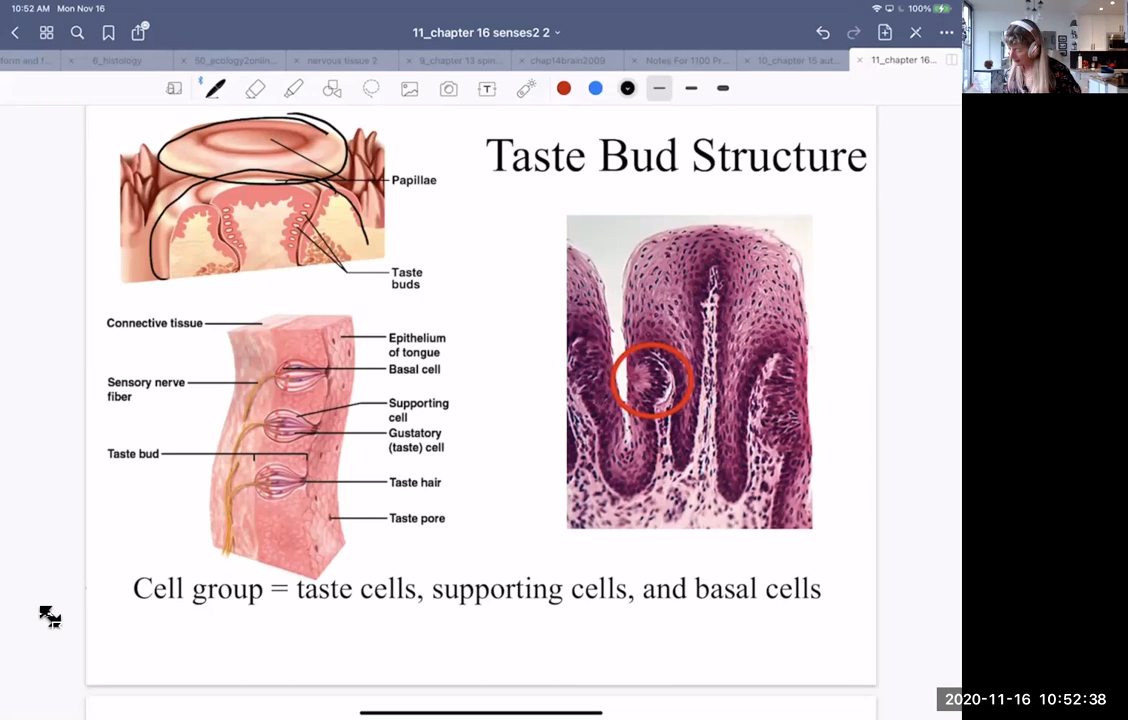 10:52 AM Mon Nov 16
100%
11_chapter 16 senses2 2
form and f...
6_histology
50_ecology2onlin...
nervous tissue 2
9_chapter 13 spin...
chap14brain2009
Notes For 1100 Pr...
10_chapter 15 aut...
11_chapter 16...
Taste Bud Structure
Papillae
Taste
buds
Connective tissue
Epithelium
of tongue
Basal cell
Sensory nerve
fiber
Supporting
cell
Gustatory
(taste) cell
Taste bud
Taste hair
Taste pore
Cell group = taste cells, supporting cells, and basal cells
2020-11-16 10:52:38